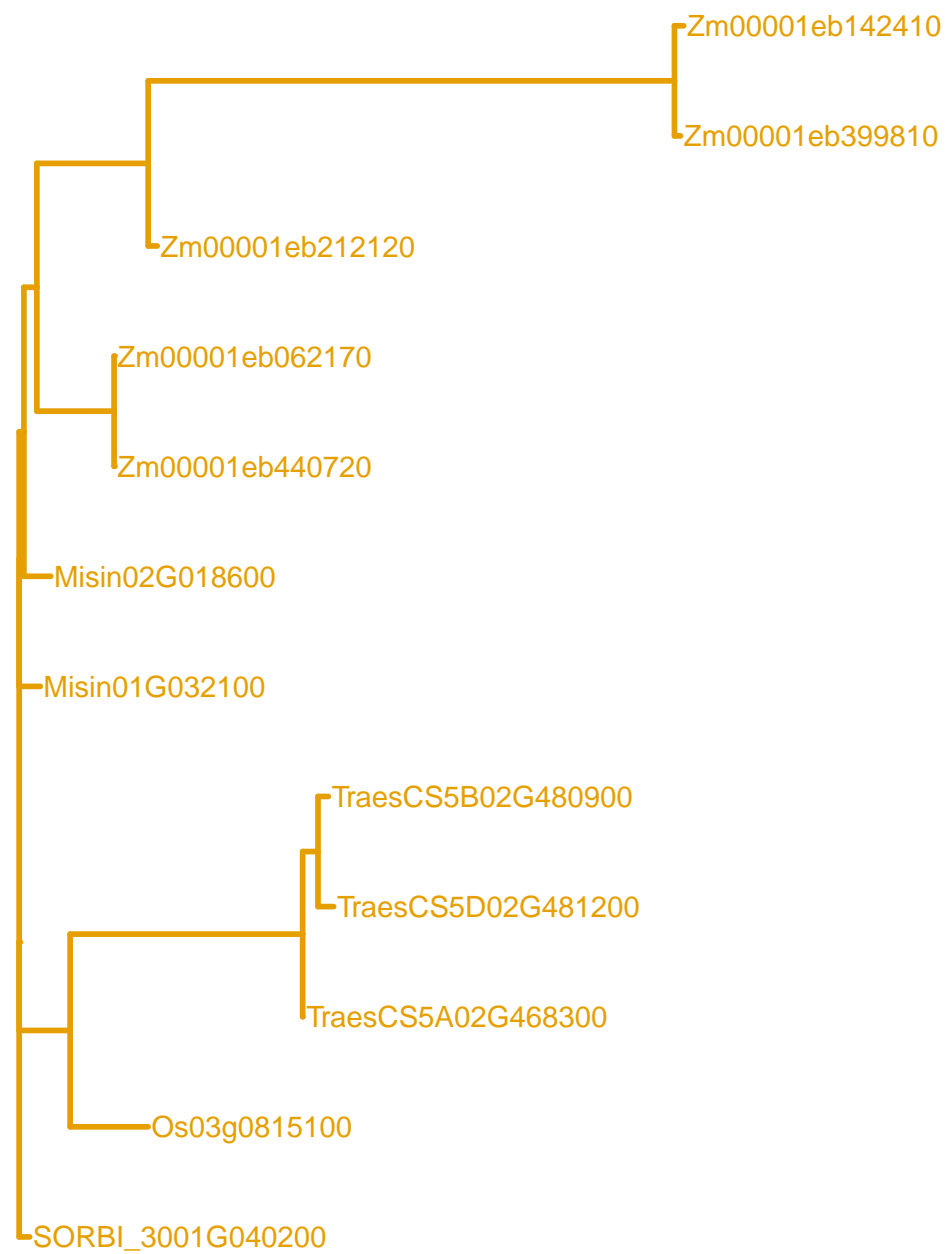 Zm00001eb142410
Zm00001eb399810
Zm00001eb212120
Zm00001eb062170
Zm00001eb440720
Misin02G018600
Misin01G032100
TraesCS5B02G480900
TraesCS5D02G481200
TraesCS5A02G468300
Os03g0815100
SORBI_3001G040200